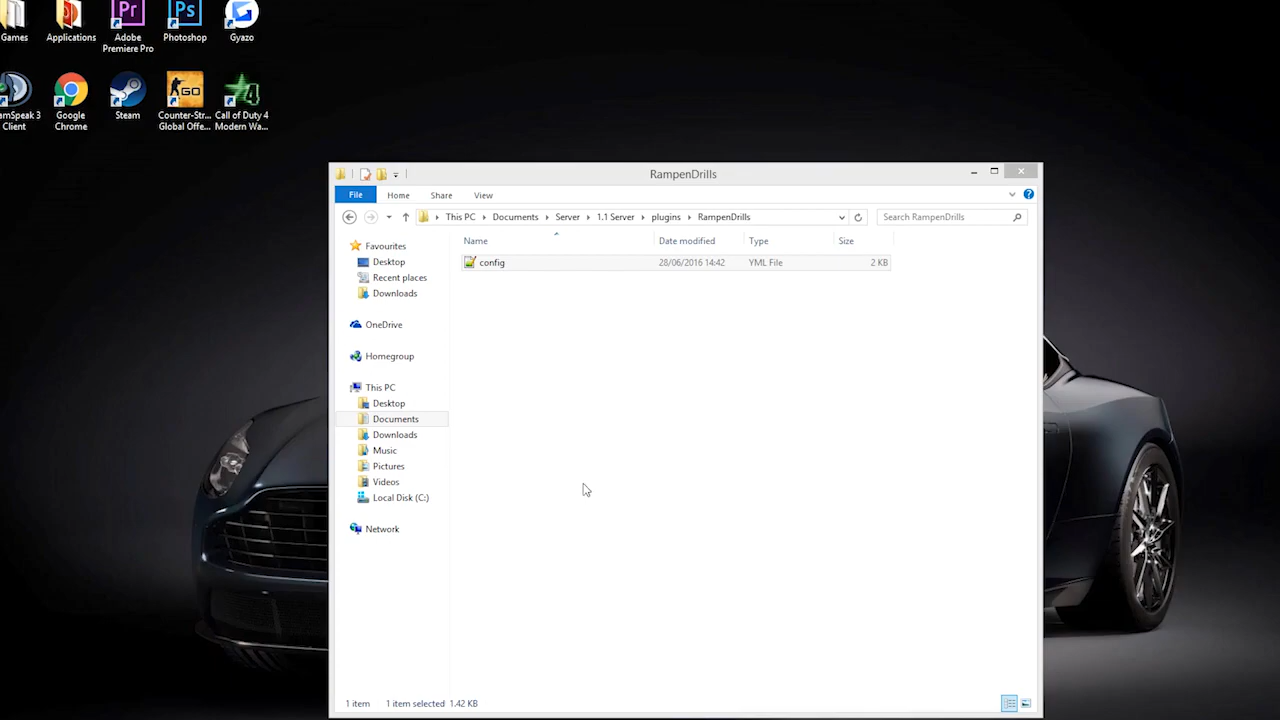 Games
Applications
Adobe
Premiere Pro
Photoshop
Gyazo
Pr
Ps
GO
4
amSpeak 3
Client
Google
Chrome
Steam
Counter-Str...
Global Offe...
Call of Duty 4
Modern Wa...
RampenDrills
File
Home
Share
View
This PC
Documents
Server
1.1 Server
plugins
RampenDrills
Search RampenDrills
Name
Date modified
Type
Size
config
28/06/2016 14:42
YML File
2 KB
Favourites
Desktop
Recent places
Downloads
OneDrive
Homegroup
This PC
Desktop
Documents
Downloads
Music
Pictures
Videos
Local Disk (C:)
Network
1 item
1 item selected 1.42 KB